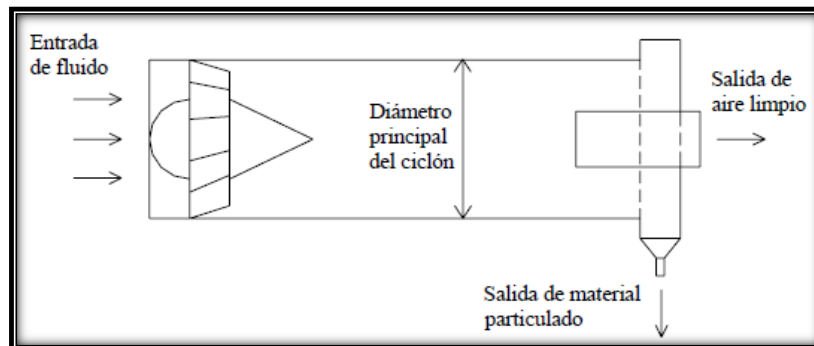 Entrada
de fluido
Diámetro
principal
del ciclón
Salida de
aire limpio
Salida de material
particulado